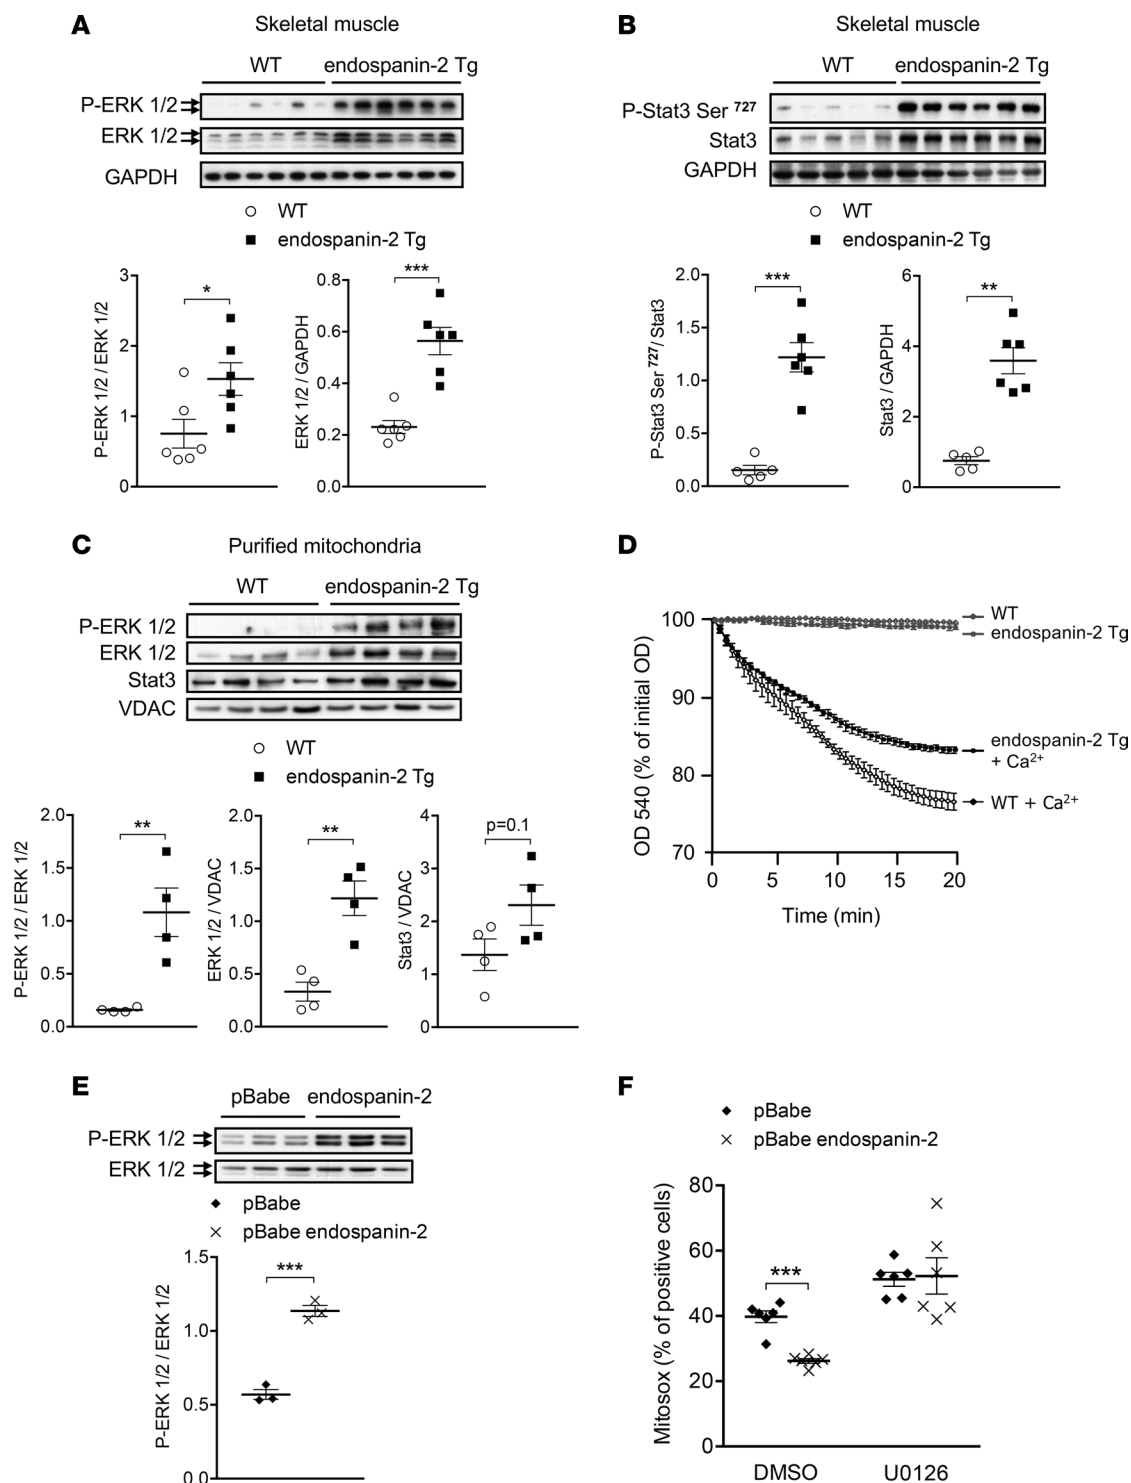 A
Skeletal muscle
WT
endospanin-2 Tg
P-ERK 1/2
ERK 1/2
GAPDH
WT
endospanin-2 Tg
P-ERK 1/2 / ERK 1/2
3
2
1
0
*
ERK 1/2 / GAPDH
0.8
0.6
0.4
0.2
0.0
***
B
Skeletal muscle
WT
endospanin-2 Tg
P-Stat3 Ser 727
Stat3
GAPDH
WT
endospanin-2 Tg
P-Stat3 Ser 727/ Stat3
2.0
1.5
1.0
0.5
0.0
***
Stat3 / GAPDH
6
4
2
0
**
C
Purified mitochondria
WT
endospanin-2 Tg
P-ERK 1/2
ERK 1/2
Stat3
VDAC
WT
endospanin-2 Tg
P-ERK 1/2 / ERK 1/2
2.0
1.5
1.0
0.5
0.0
**
ERK 1/2 / VDAC
2.0
1.5
1.0
0.5
0.0
**
Stat3 / VDAC
4
3
2
1
0
p=0.1
D
OD 540 (% of initial OD)
100
90
80
70
0
5
10
15
20
Time (min)
WT
endospanin-2 Tg
endospanin-2 Tg
+ Ca2+
WT + Ca2+
E
pBabe
endospanin-2
P-ERK 1/2
ERK 1/2
pBabe
pBabe endospanin-2
P-ERK 1/2 / ERK 1/2
1.5
1.0
0.5
0.0
***
F
pBabe
pBabe endospanin-2
Mitosox (% of positive cells)
80
60
40
20
0
***
DMSO
U0126